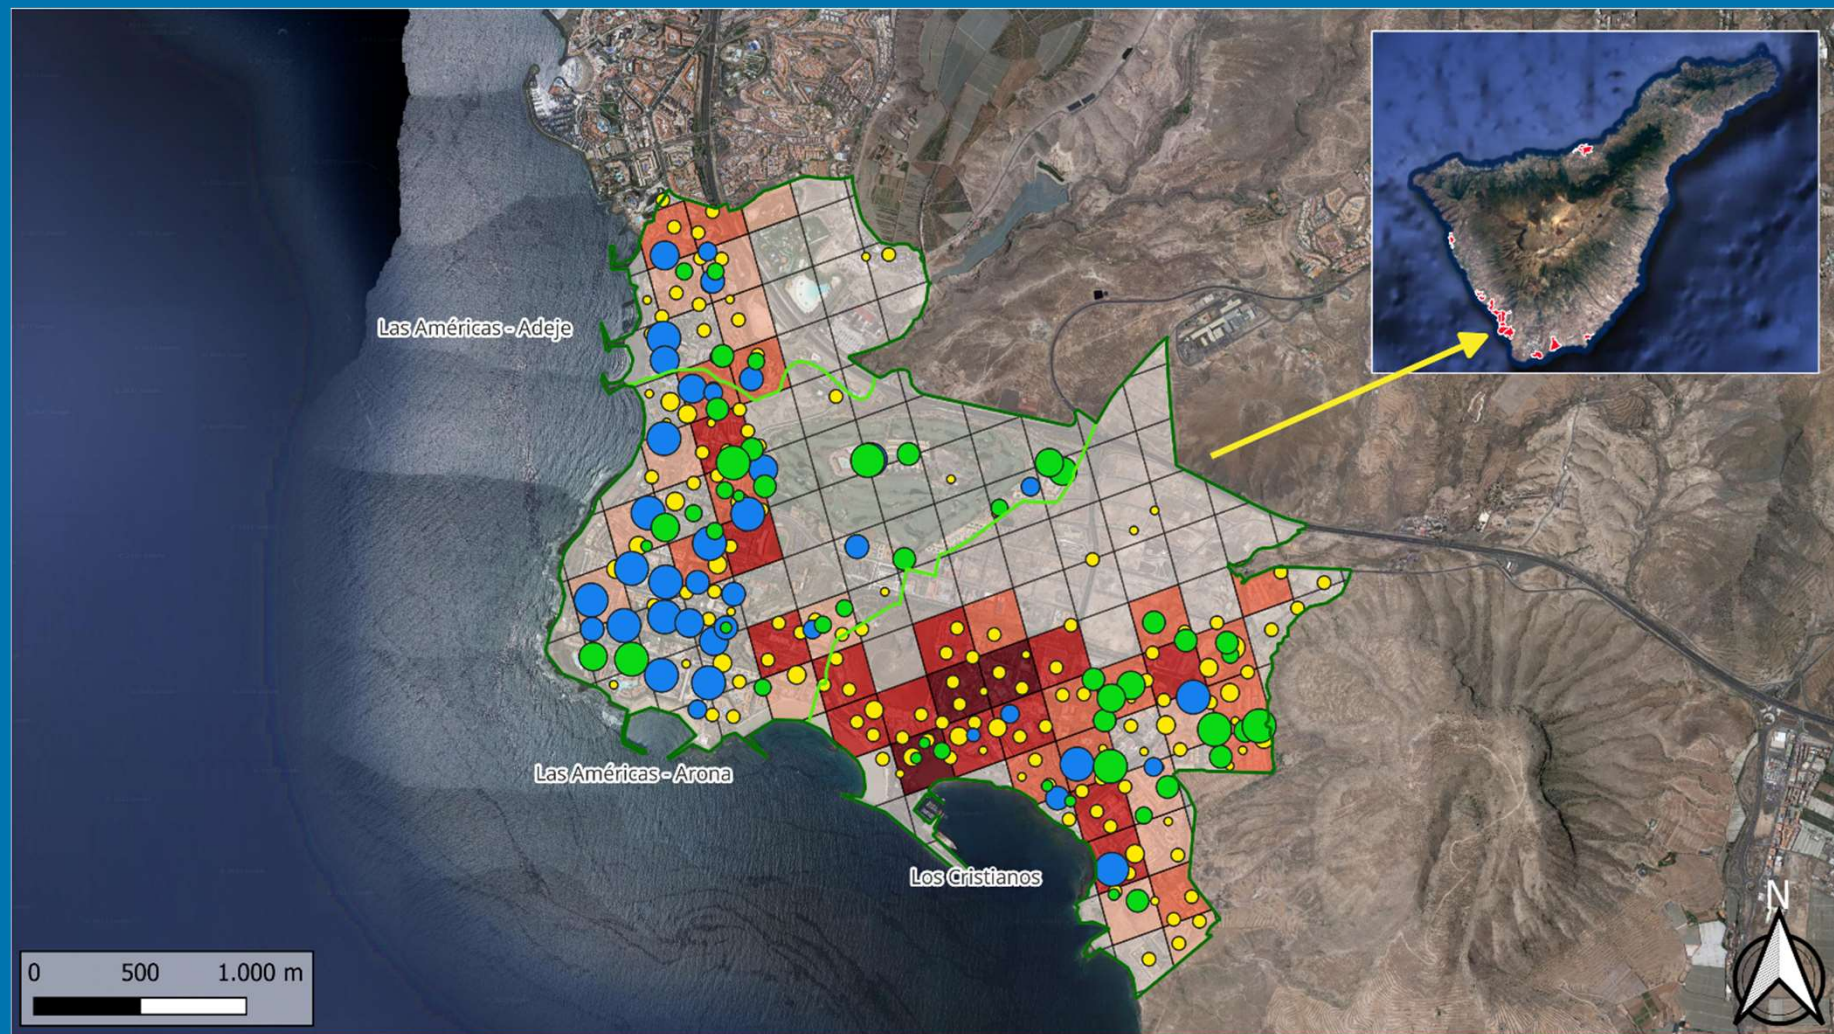 Las Américas - Adeje
Las Américas - Arona
Los Cristianos
N
0 500 1.000 m